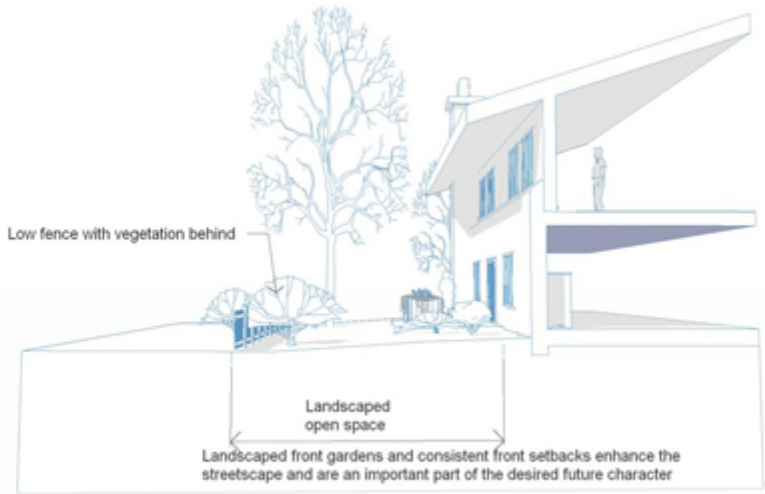 Low fence with vegetation behind
Landscaped
open space
Landscaped front gardens and consistent front setbacks enhance the
streetscape and are an important part of the desired future character